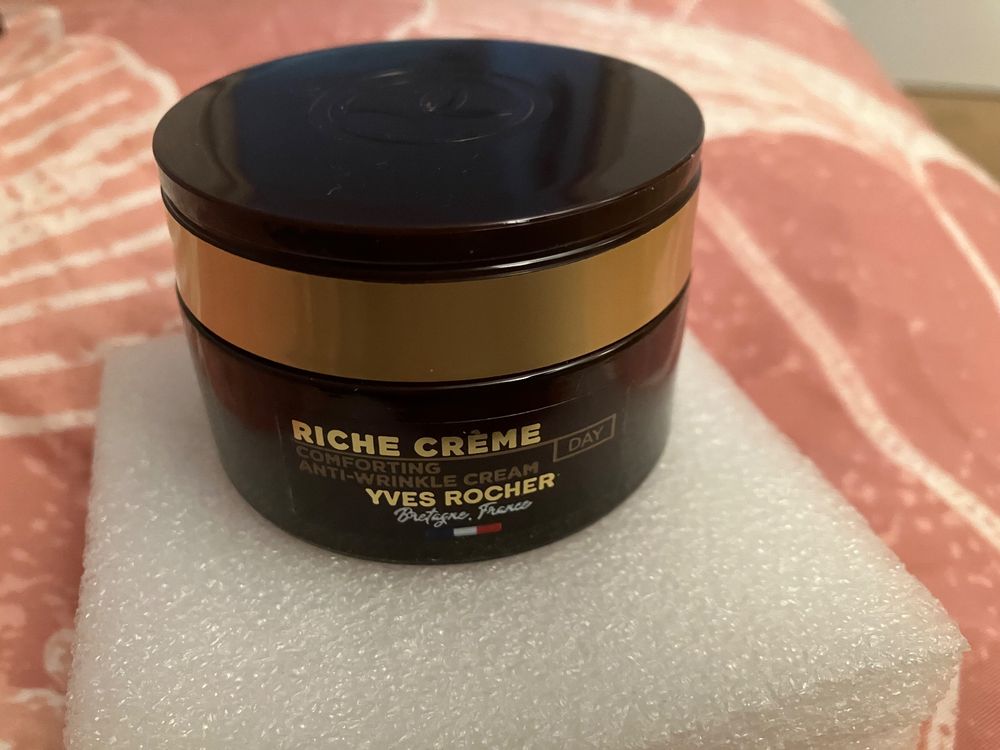 RICHE CRÈME
COMFORTING
ANTI-WRINKLE CREAM
DAY
YVES ROCHER
Bretagne, France